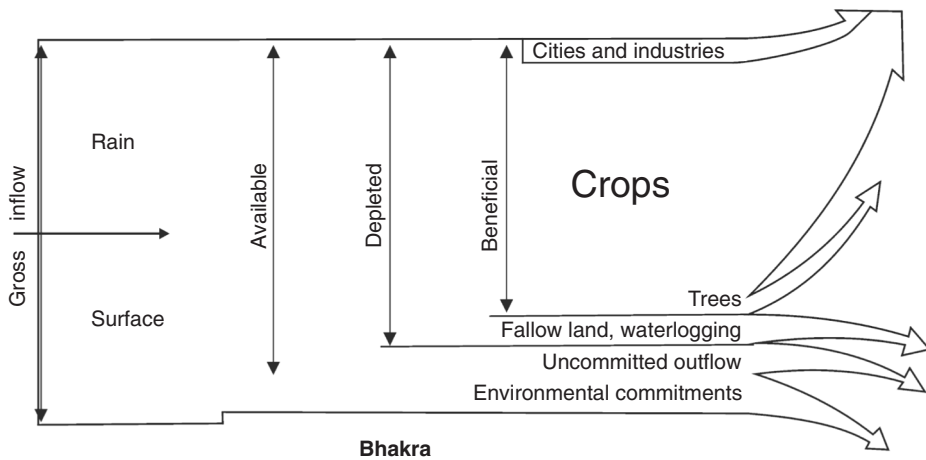 Cities and industries
Rain
Gross inflow
Available
Depleted
Beneficial
Crops
Surface
Trees
Fallow land, waterlogging
Uncommitted outflow
Environmental commitments
Bhakra